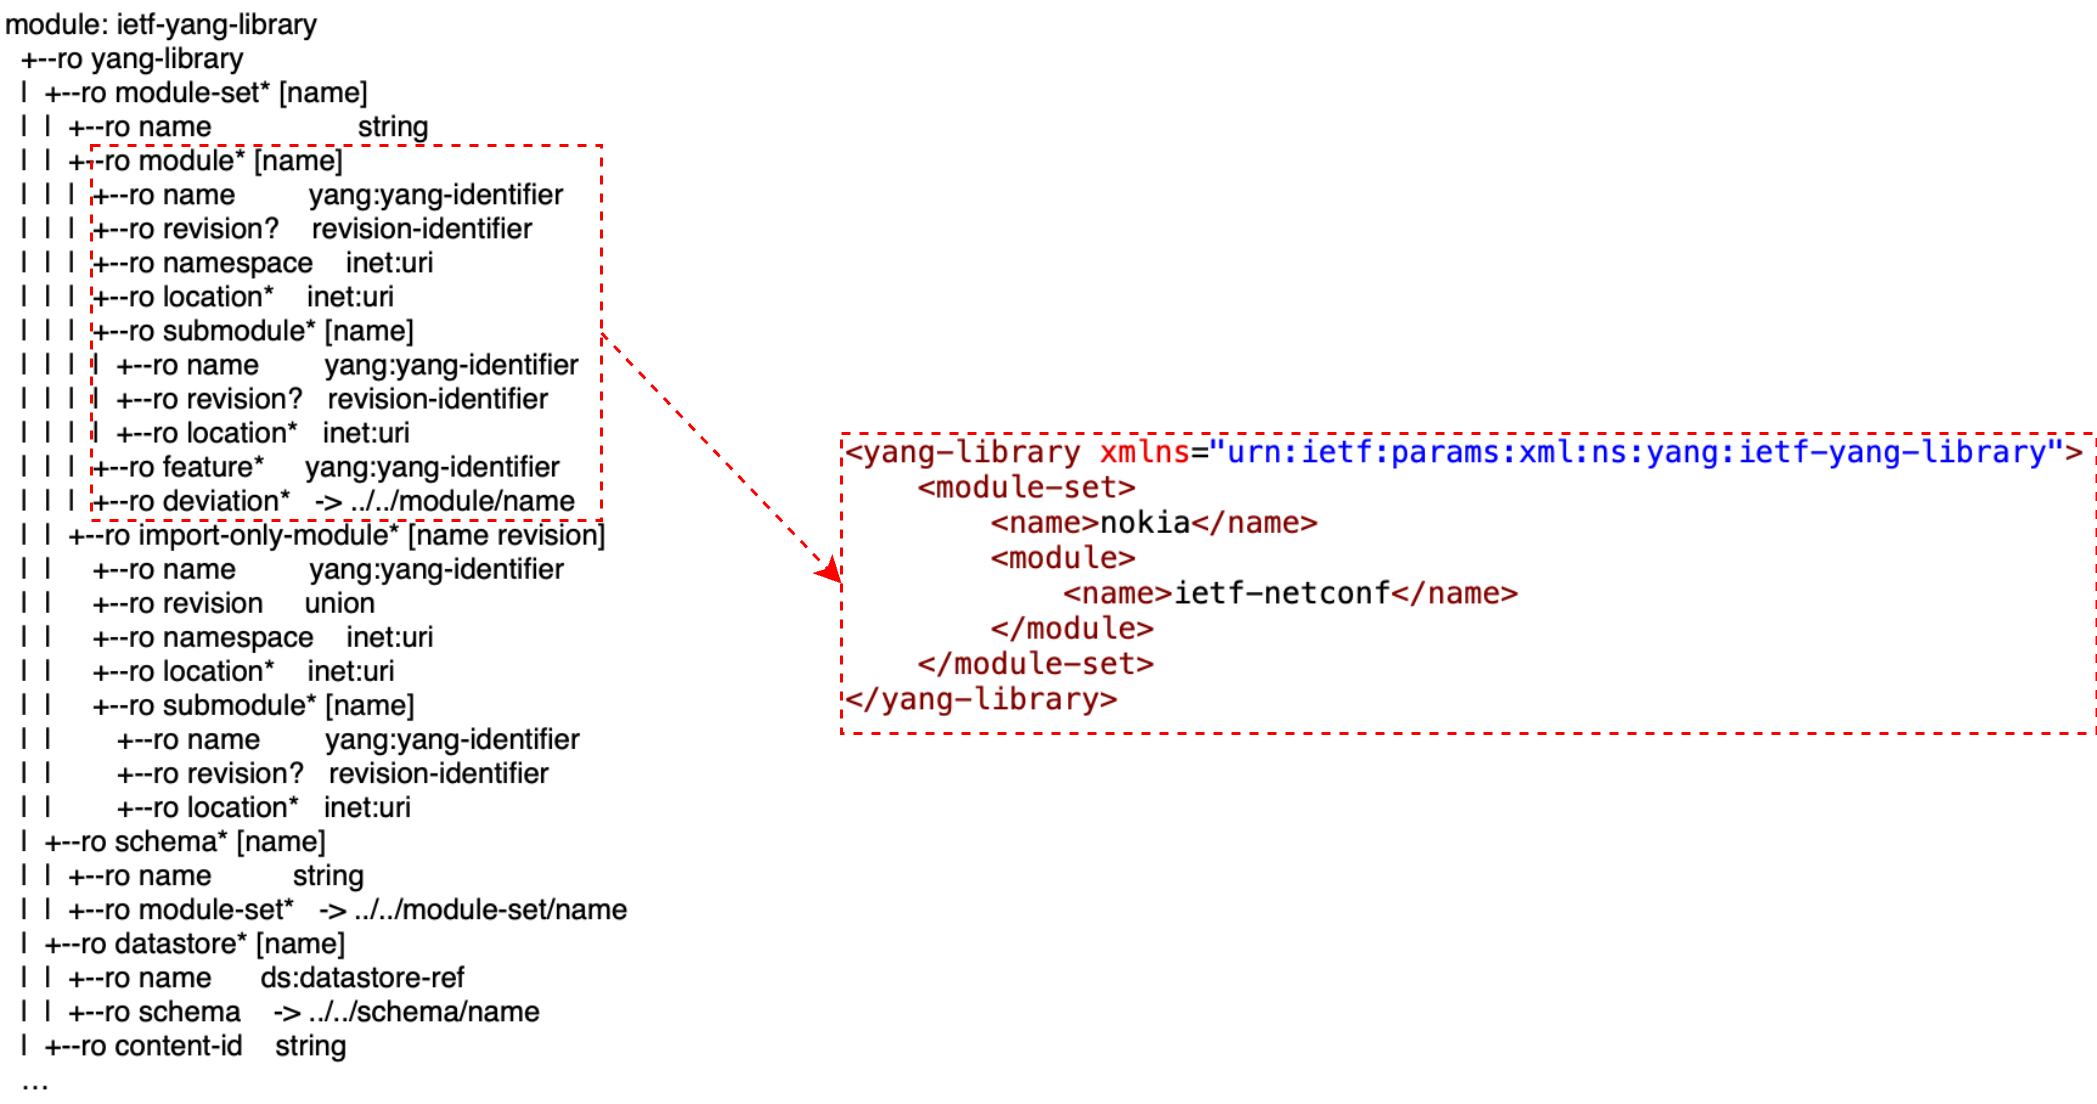 module: ietf-yang-library
+--ro yang-library
| +--ro module-set* [name]
| | +--ro name string
| | +--ro module* [name]
| | | +--ro name yang:yang-identifier
| | | +--ro revision? revision-identifier
| | | +--ro namespace inet:uri
| | | +--ro location* inet:uri
| | | +--ro submodule* [name]
| | | | +--ro name yang:yang-identifier
| | | | +--ro revision? revision-identifier
| | | | +--ro location* inet:uri
| | | +--ro feature* yang:yang-identifier
| | | +--ro deviation* -> ../../module/name
| | +--ro import-only-module* [name revision]
| | +--ro name yang:yang-identifier
| | +--ro revision union
| | +--ro namespace inet:uri
| | +--ro location* inet:uri
| | +--ro submodule* [name]
| | +--ro name yang:yang-identifier
| | +--ro revision? revision-identifier
| | +--ro location* inet:uri
| +--ro schema* [name]
| | +--ro name string
| | +--ro module-set* -> ../../module-set/name
| +--ro datastore* [name]
| | +--ro name ds:datastore-ref
| | +--ro schema -> ../../schema/name
| +--ro content-id string
...
<yang-library xmlns="urn:ietf:params:xml:ns:yang:ietf-yang-library">
<module-set>
<name>nokia</name>
<module>
<name>ietf-netconf</name>
</module>
</module-set>
</yang-library>